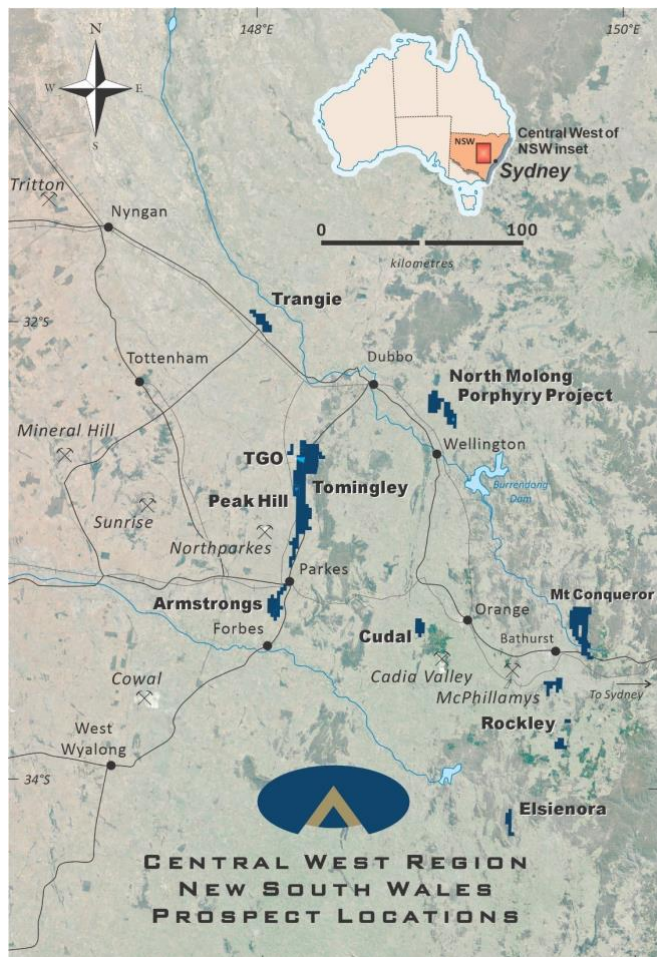 148°E
150°E
N
W
E
S
NSW
Central West of
NSW inset
Sydney
0
100
kilometres
Tritton
Nyngan
Trangie
32°S
Tottenham
Dubbo
North Molong
Porphyry Project
Mineral Hill
Wellington
TGO
Tomingley
Burrendong
Dam
Peak Hill
Sunrise
Northparkes
Parkes
Armstrongs
Mt Conqueror
Orange
Forbes
Cudal
Bathurst
Cadia Valley
Cowal
McPhillamys
To Sydney
Rockley
West
Wyalong
34°S
Elsienora
CENTRAL WEST REGION
NEW SOUTH WALES
PROSPECT LOCATIONS